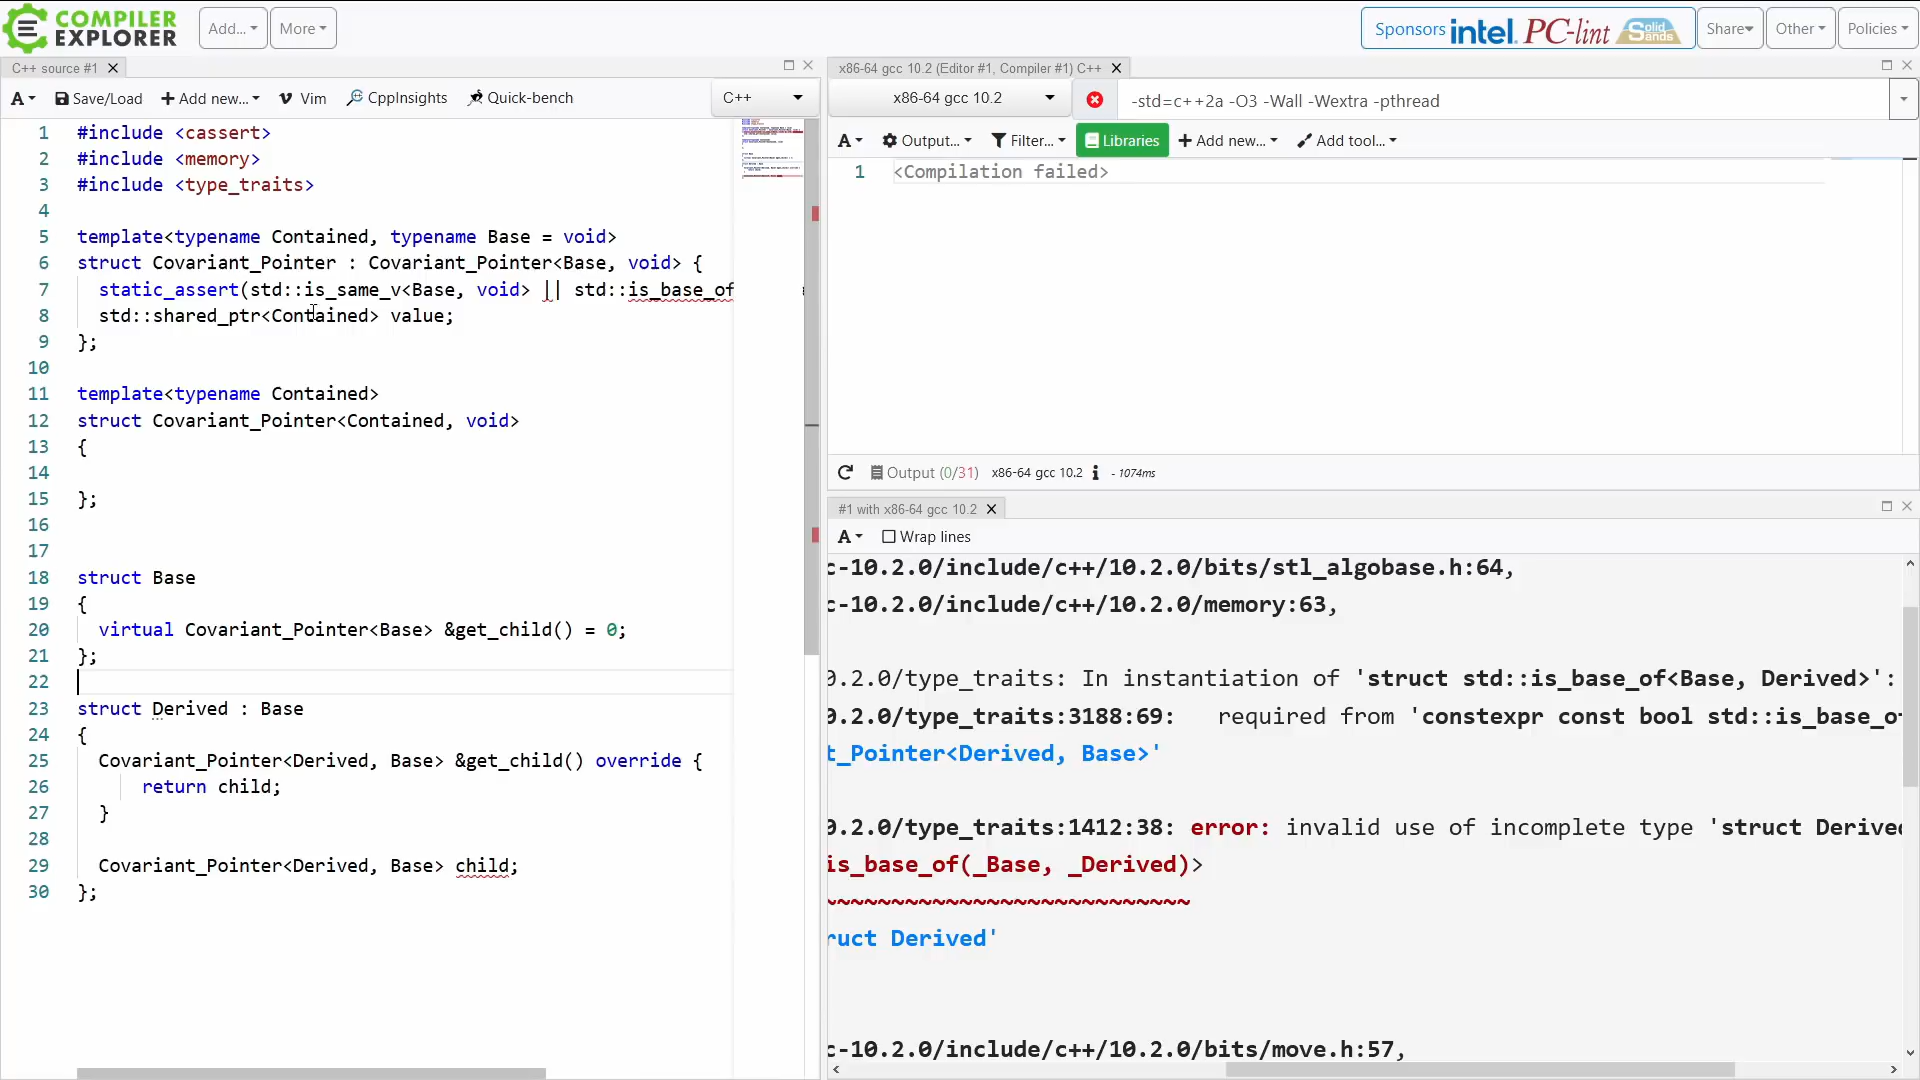 COMPILER
EXPLORER
Add...
More
Sponsors intel. PC-lint Solid Sands
Share
Other
Policies
C++ source #1
A
Save/Load
Add new...
Vim
CppInsights
Quick-bench
C++
1 #include <cassert>
2 #include <memory>
3 #include <type_traits>
4
5 template<typename Contained, typename Base = void>
6 struct Covariant_Pointer : Covariant_Pointer<Base, void> {
7 static_assert(std::is_same_v<Base, void> || std::is_base_of
8 std::shared_ptr<Contained> value;
9 };
10
11 template<typename Contained>
12 struct Covariant_Pointer<Contained, void>
13 {
14
15 };
16
17
18 struct Base
19 {
20 virtual Covariant_Pointer<Base> &get_child() = 0;
21 };
22
23 struct Derived : Base
24 {
25 Covariant_Pointer<Derived, Base> &get_child() override {
26 return child;
27 }
28
29 Covariant_Pointer<Derived, Base> child;
30 };
x86-64 gcc 10.2 (Editor #1, Compiler #1) C++
x86-64 gcc 10.2
-std=c++2a -O3 -Wall -Wextra -pthread
A
Output...
Filter...
Libraries
Add new...
Add tool...
1 <Compilation failed>
Output (0/31) x86-64 gcc 10.2 i - 1074ms
#1 with x86-64 gcc 10.2
A
Wrap lines
c-10.2.0/include/c++/10.2.0/bits/stl_algobase.h:64,
c-10.2.0/include/c++/10.2.0/memory:63,
0.2.0/type_traits: In instantiation of 'struct std::is_base_of<Base, Derived>':
0.2.0/type_traits:3188:69: required from 'constexpr const bool std::is_base_o
t_Pointer<Derived, Base>'
0.2.0/type_traits:1412:38: error: invalid use of incomplete type 'struct Derive
is_base_of(_Base, _Derived)>
~~~~~~~~~~~~~~~~~~~~~~~~~~~
ruct Derived'
c-10.2.0/include/c++/10.2.0/bits/move.h:57,